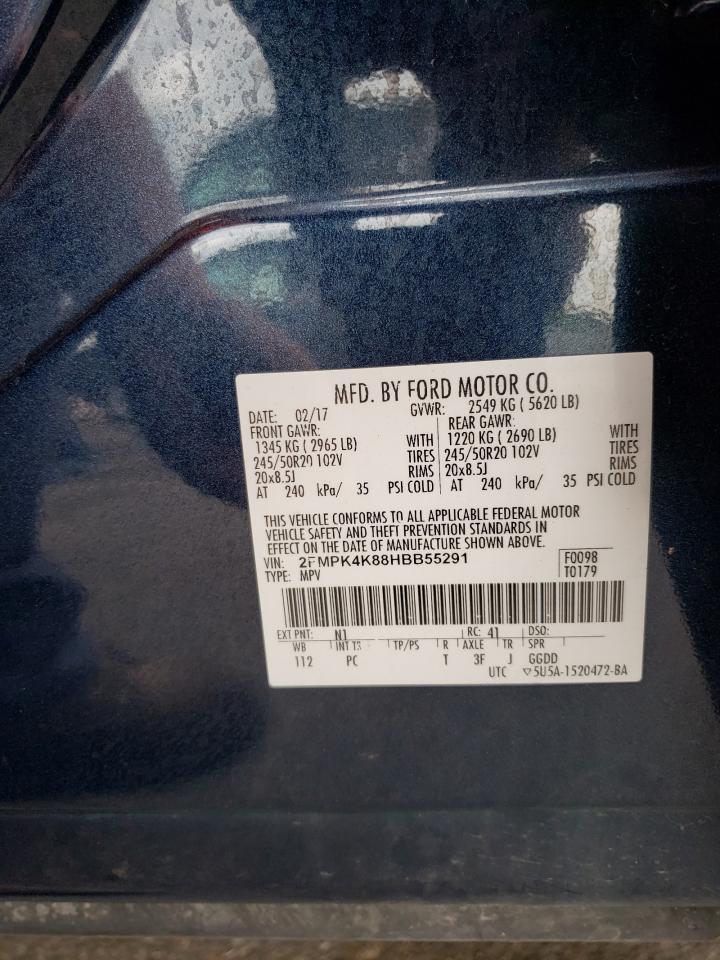 MFD. BY FORD MOTOR CO.
DATE: 02/17 GVWR: 2549 KG ( 5620 LB)
FRONT GAWR: REAR GAWR:
1345 KG ( 2965 LB) WITH 1220 KG ( 2690 LB) WITH
245/50R20 102V TIRES 245/50R20 102V TIRES
20x8.5J RIMS 20x8.5J RIMS
AT 240 kPa/ 35 PSI COLD AT 240 kPa/ 35 PSI COLD
THIS VEHICLE CONFORMS TO ALL APPLICABLE FEDERAL MOTOR
VEHICLE SAFETY AND THEFT PREVENTION STANDARDS IN
EFFECT ON THE DATE OF MANUFACTURE SHOWN ABOVE.
VIN: 2FMPK4K88HBB55291 F0098
TYPE: MPV T0179
EXT PNT: N1 RC: 41 DSO:
WB INT TR TP/PS R AXLE TR SPR
112 PC T 3F J GGDD
UTC ▽5U5A-1520472-BA